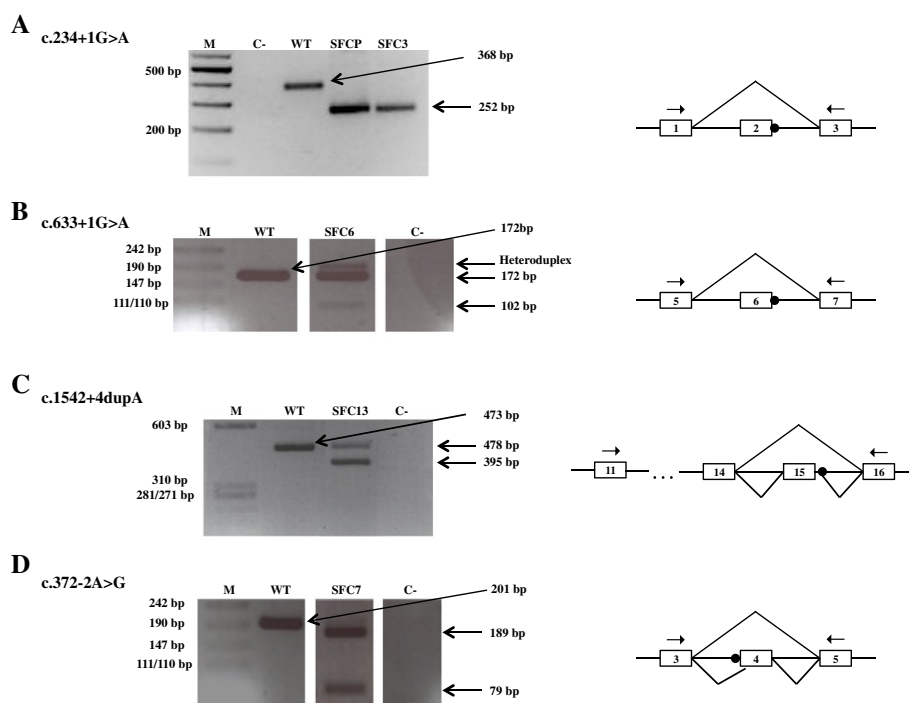 A
c.234+1G>A
M C- WT SFCP SFC3
368 bp
500 bp
252 bp
200 bp
1 2 3
B
c.633+1G>A
M WT SFC6 C-
172bp
242 bp
Heteroduplex
190 bp
172 bp
147 bp
111/110 bp
102 bp
5 6 7
C
c.1542+4dupA
M WT SFC13 C-
473 bp
603 bp
478 bp
395 bp
310 bp
281/271 bp
11 ... 14 15 16
D
c.372-2A>G
M WT SFC7 C-
201 bp
242 bp
190 bp
189 bp
147 bp
111/110 bp
79 bp
3 4 5